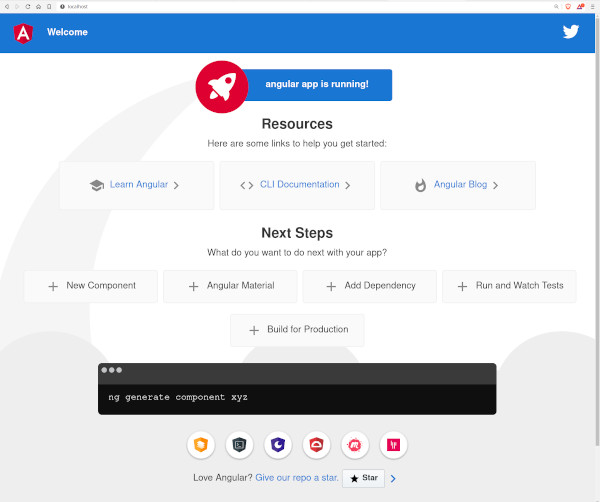 localhost
Welcome
angular app is running!
Resources
Here are some links to help you get started:
Learn Angular
CLI Documentation
Angular Blog
Next Steps
What do you want to do next with your app?
New Component
Angular Material
Add Dependency
Run and Watch Tests
Build for Production
ng generate component xyz
Love Angular? Give our repo a star. Star